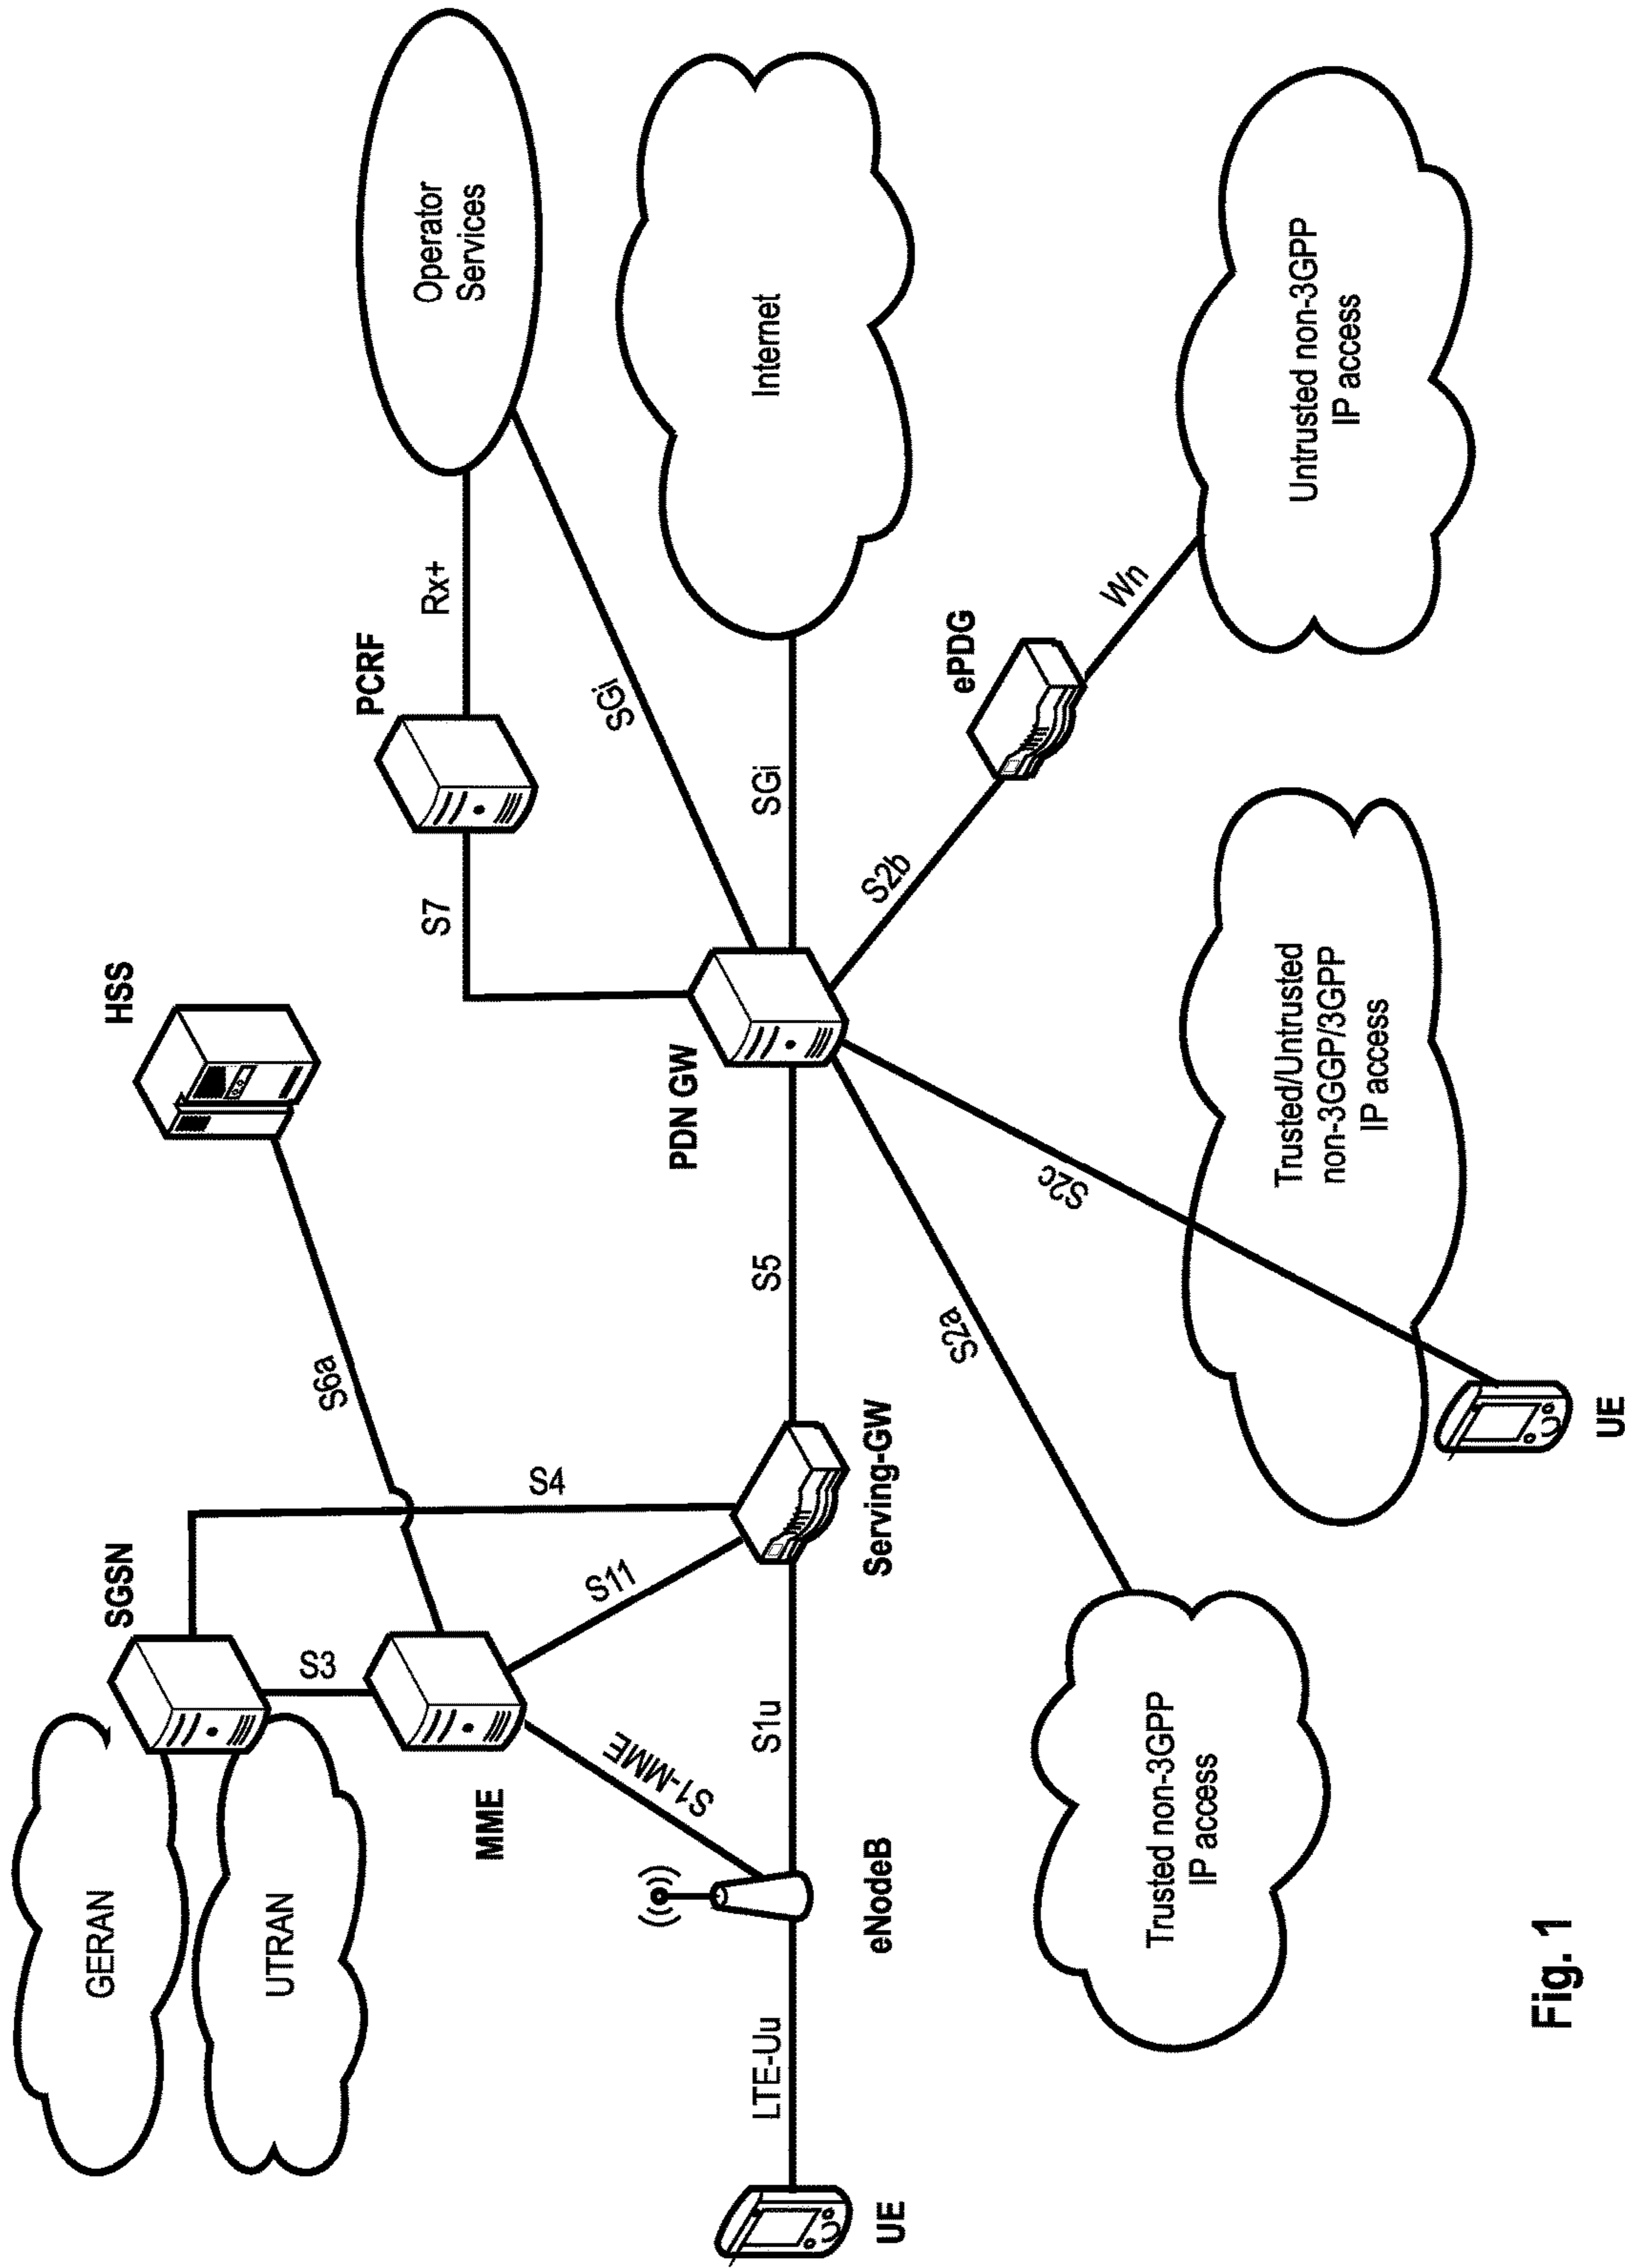 GERAN
UTRAN
SGSN
HSS
S3
S6a
MME
S4
S11
S1-MME
S7
PCRF
Rx+
Operator
Services
SGi
PDN GW
UE
LTE-Uu
eNodeB
S1u
Serving-GW
S5
SGi
Internet
S2a
S2c
S2b
ePDG
Wn
Trusted non-3GPP
IP access
Trusted/Untrusted
non-3GGP/3GPP
IP access
Untrusted non-3GPP
IP access
UE
Fig. 1